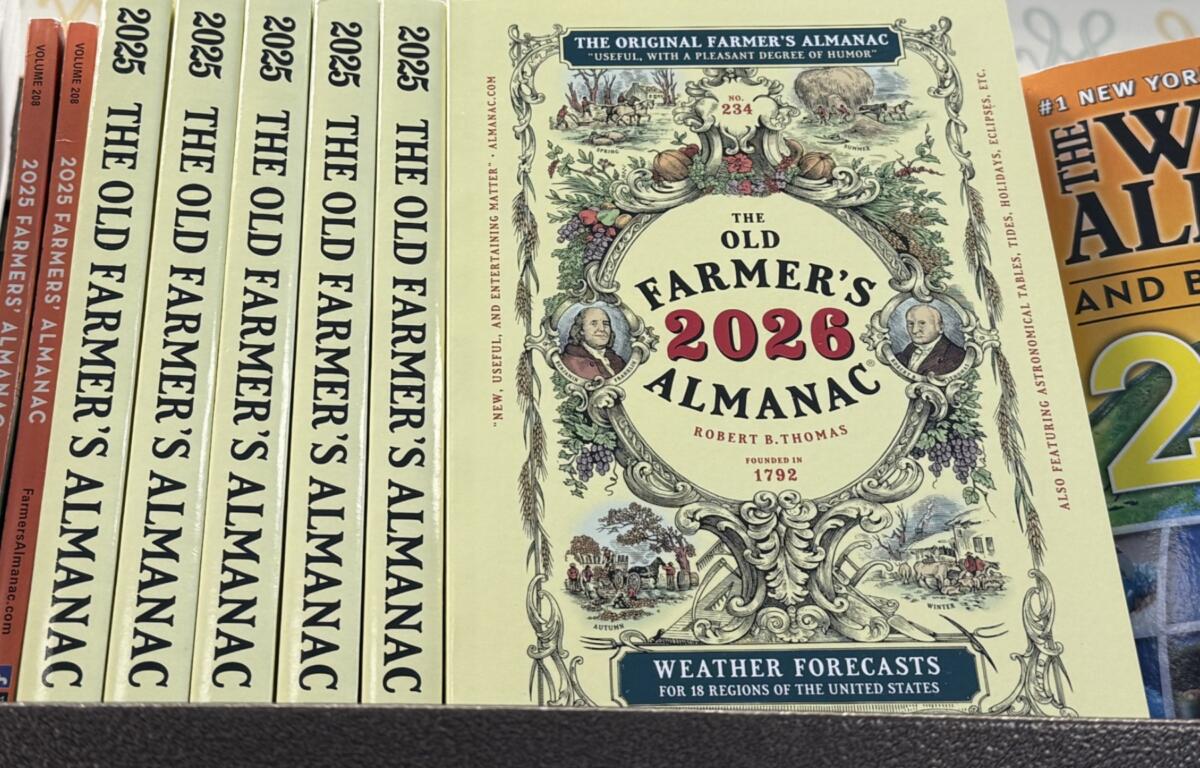 VOLUME 208
2025 FARMERS' ALMANAC
VOLUME 208
2025 FARMERS' ALMANAC
FarmersAlmanac.com
2025 THE OLD FARMER'S ALMANAC
2025 THE OLD FARMER'S ALMANAC
2025 THE OLD FARMER'S ALMANAC
2025 THE OLD FARMER'S ALMANAC
2025 THE OLD FARMER'S ALMANAC
"NEW, USEFUL, AND ENTERTAINING MATTER" · ALMANAC.COM
THE ORIGINAL FARMER'S ALMANAC
"USEFUL, WITH A PLEASANT DEGREE OF HUMOR"
NO.
234
SPRING
SUMMER
THE
OLD
FARMER'S
2026
ALMANAC®
ROBERT B. THOMAS
FOUNDED IN
1792
AUTUMN
WINTER
WEATHER FORECASTS
FOR 18 REGIONS OF THE UNITED STATES
ALSO FEATURING ASTRONOMICAL TABLES, TIDES, HOLIDAYS, ECLIPSES, ETC.
#1 NEW YOR
THE W
AL
AND
2